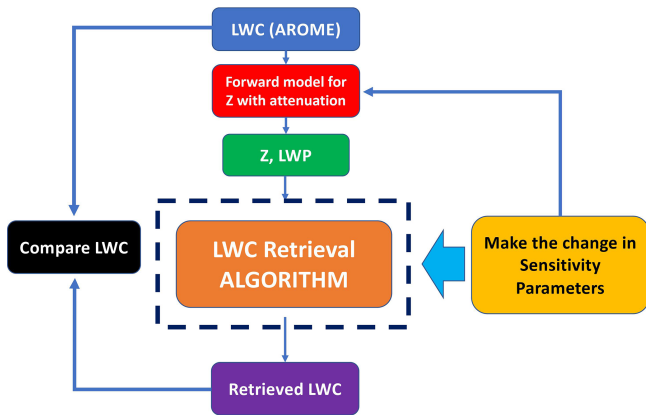 LWC (AROME)
Forward model for
Z with attenuation
Z, LWP
LWC Retrieval
ALGORITHM
Compare LWC
Make the change in
Sensitivity
Parameters
Retrieved LWC